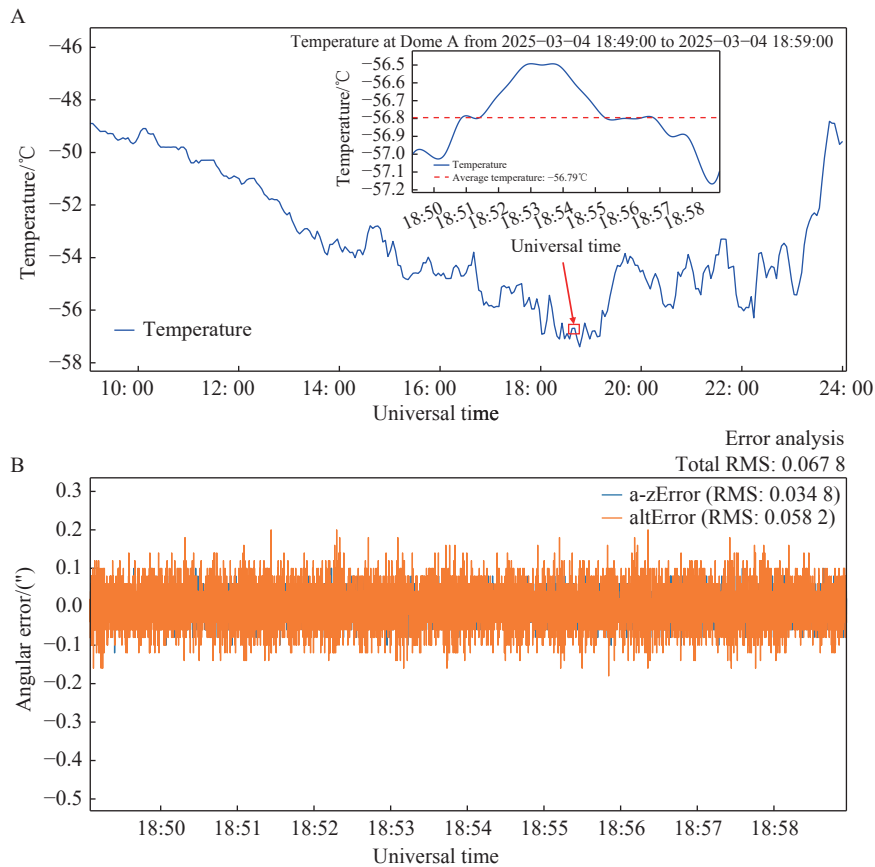 A
Temperature at Dome A from 2025−03−04 18:49:00 to 2025−03−04 18:59:00
−46
−48
−50
−52
−54
−56
−58
Temperature/℃
−56.5
−56.6
−56.7
−56.8
−56.9
−57.0
−57.1
−57.2
Temperature/℃
Temperature
Average temperature: −56.79℃
18:50 18:51 18:52 18:53 18:54 18:55 18:56 18:57 18:58
Universal time
Temperature
10: 00 12: 00 14: 00 16: 00 18: 00 20: 00 22: 00 24: 00
Universal time
B
Error analysis
Total RMS: 0.067 8
a-zError (RMS: 0.034 8)
altError (RMS: 0.058 2)
0.3
0.2
0.1
0.0
−0.1
−0.2
−0.3
−0.4
−0.5
Angular error/(")
18:50 18:51 18:52 18:53 18:54 18:55 18:56 18:57 18:58
Universal time